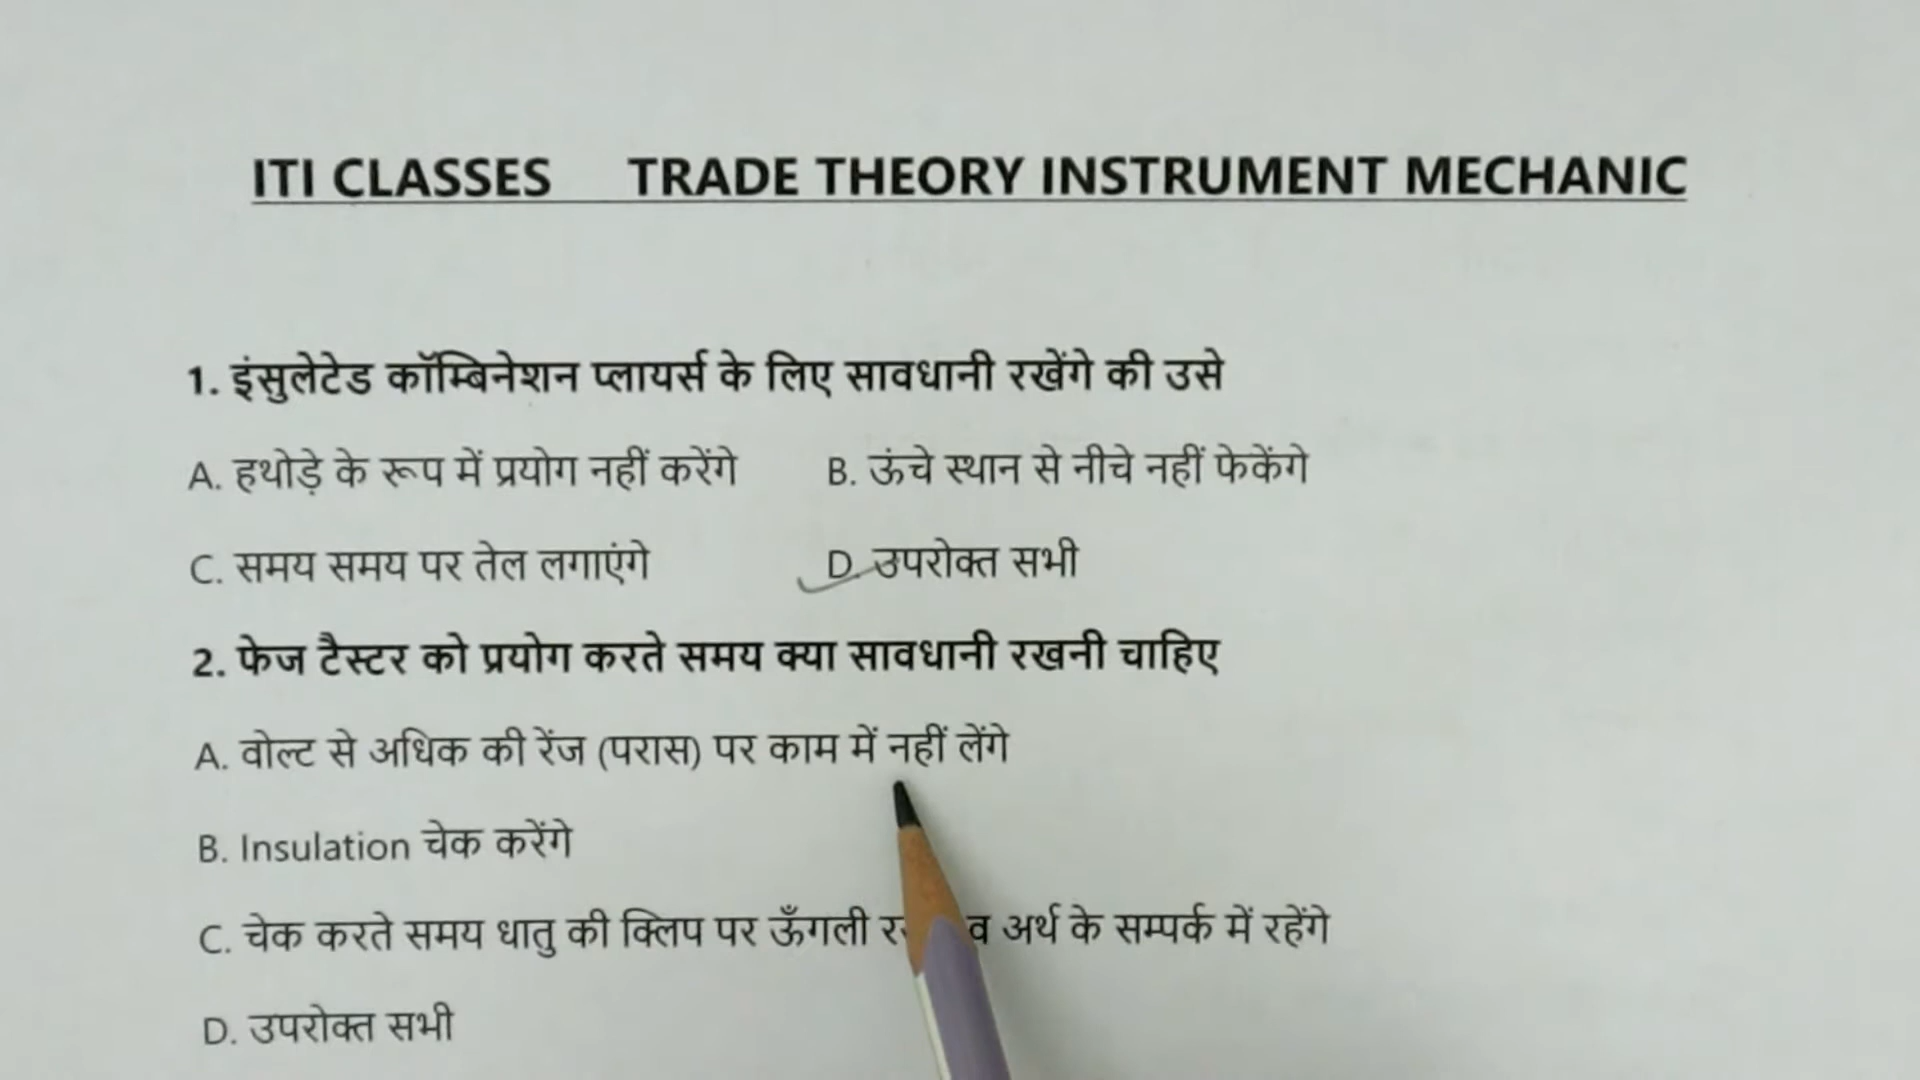 ITI CLASSES TRADE THEORY INSTRUMENT MECHANIC
1. इंसुलेटेड कॉम्बिनेशन प्लायर्स के लिए सावधानी रखेंगे की उसे
A. हथोड़े के रूप में प्रयोग नहीं करेंगे B. ऊंचे स्थान से नीचे नहीं फेकेंगे
C. समय समय पर तेल लगाएंगे D. उपरोक्त सभी
2. फेज टैस्टर को प्रयोग करते समय क्या सावधानी रखनी चाहिए
A. वोल्ट से अधिक की रेंज (परास) पर काम में नहीं लेंगे
B. Insulation चेक करेंगे
C. चेक करते समय धातु की क्लिप पर ऊँगली व अर्थ के सम्पर्क में रहेंगे
D. उपरोक्त सभी